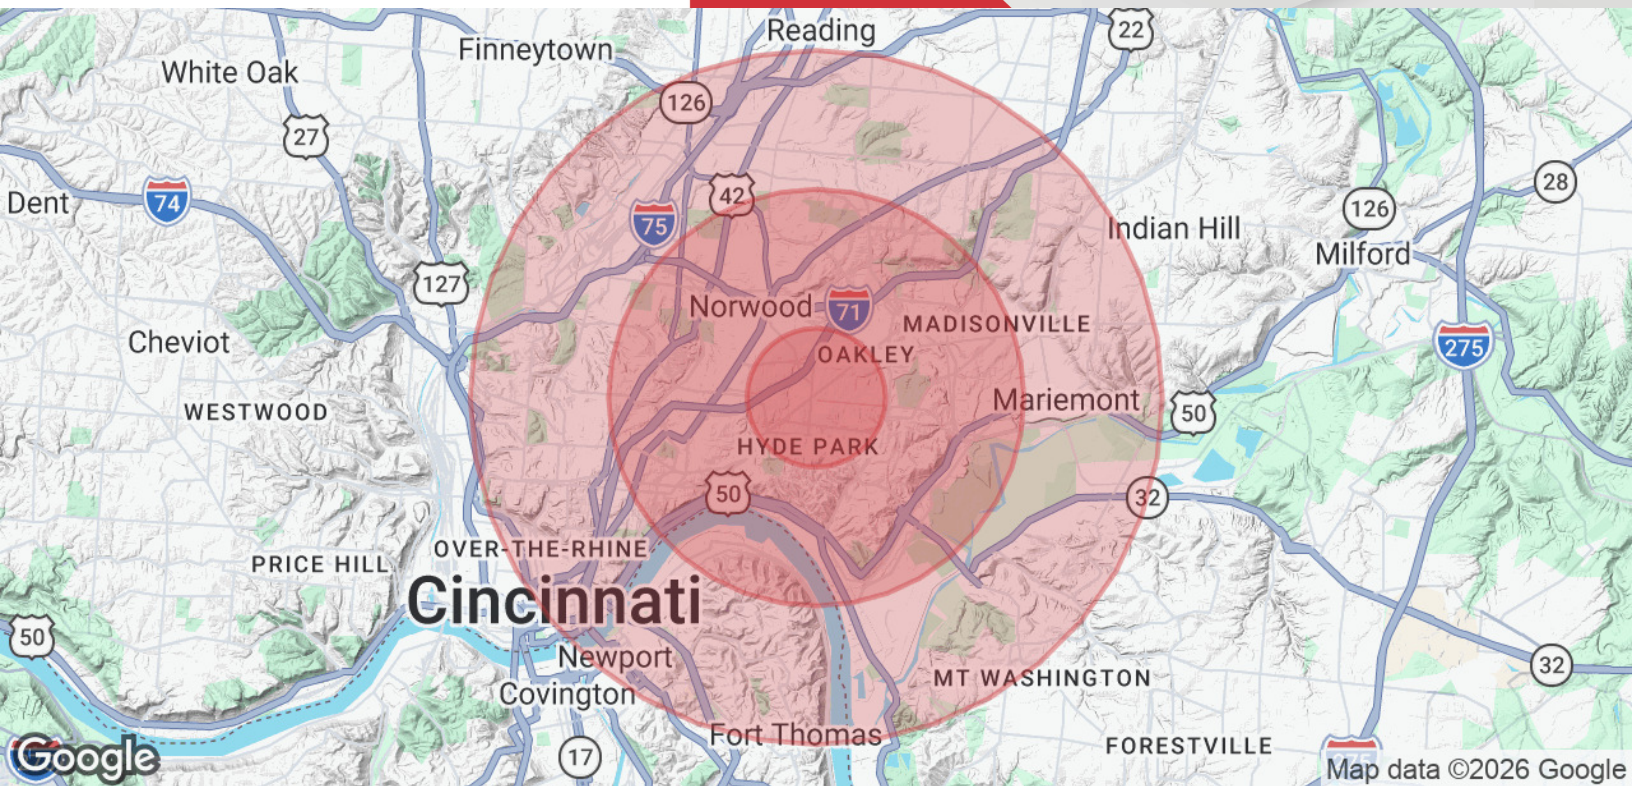 Reading
22
Finneytown
White Oak
126
27
28
42
74
Dent
126
75
Indian Hill
Milford
127
Norwood
71
MADISONVILLE
Cheviot
OAKLEY
275
Mariemont
WESTWOOD
50
HYDE PARK
50
32
OVER-THE-RHINE
PRICE HILL
Cincinnati
50
Newport
32
MT WASHINGTON
Covington
Fort Thomas
FORESTVILLE
17
Google
Map data ©2026 Google